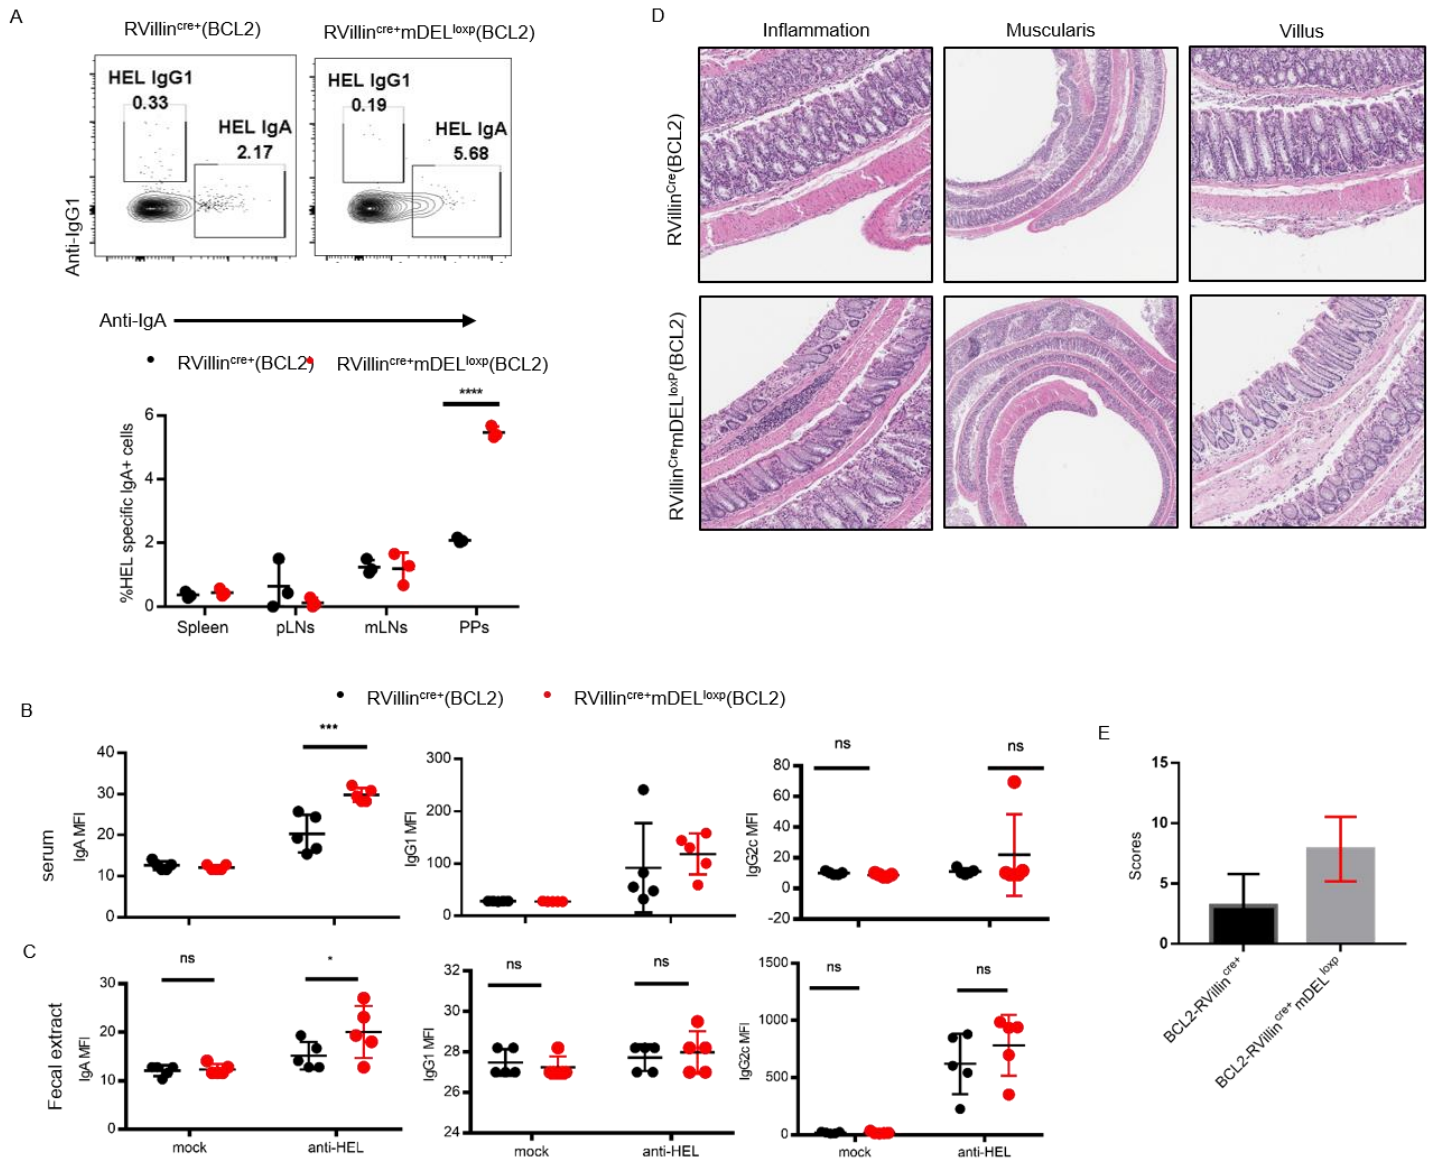 A
RVillincre+(BCL2)
RVillincre+mDELloxp(BCL2)
HEL IgG1
0.33
HEL IgA
2.17
HEL IgG1
0.19
HEL IgA
5.68
Anti-IgG1
Anti-IgA
RVillincre+(BCL2)
RVillincre+mDELloxp(BCL2)
****
%HEL specific IgA+ cells
6
4
2
0
Spleen
pLNs
mLNs
PPs
D
Inflammation
Muscularis
Villus
RVillinCre(BCL2)
RVillinCremDELloxP(BCL2)
RVillincre+(BCL2)
RVillincre+mDELloxp(BCL2)
B
serum
IgA MFI
40
30
20
10
0
***
IgG1 MFI
300
200
100
0
IgG2c MFI
80
60
40
20
0
-20
ns
ns
C
Fecal extract
IgA MFI
30
20
10
0
ns
*
mock
anti-HEL
IgG1 MFI
32
30
28
26
24
ns
ns
mock
anti-HEL
IgG2c MFI
1500
1000
500
0
ns
ns
mock
anti-HEL
E
Scores
15
10
5
0
BCL2-RVillincre+
BCL2-RVillincre+ mDELloxp